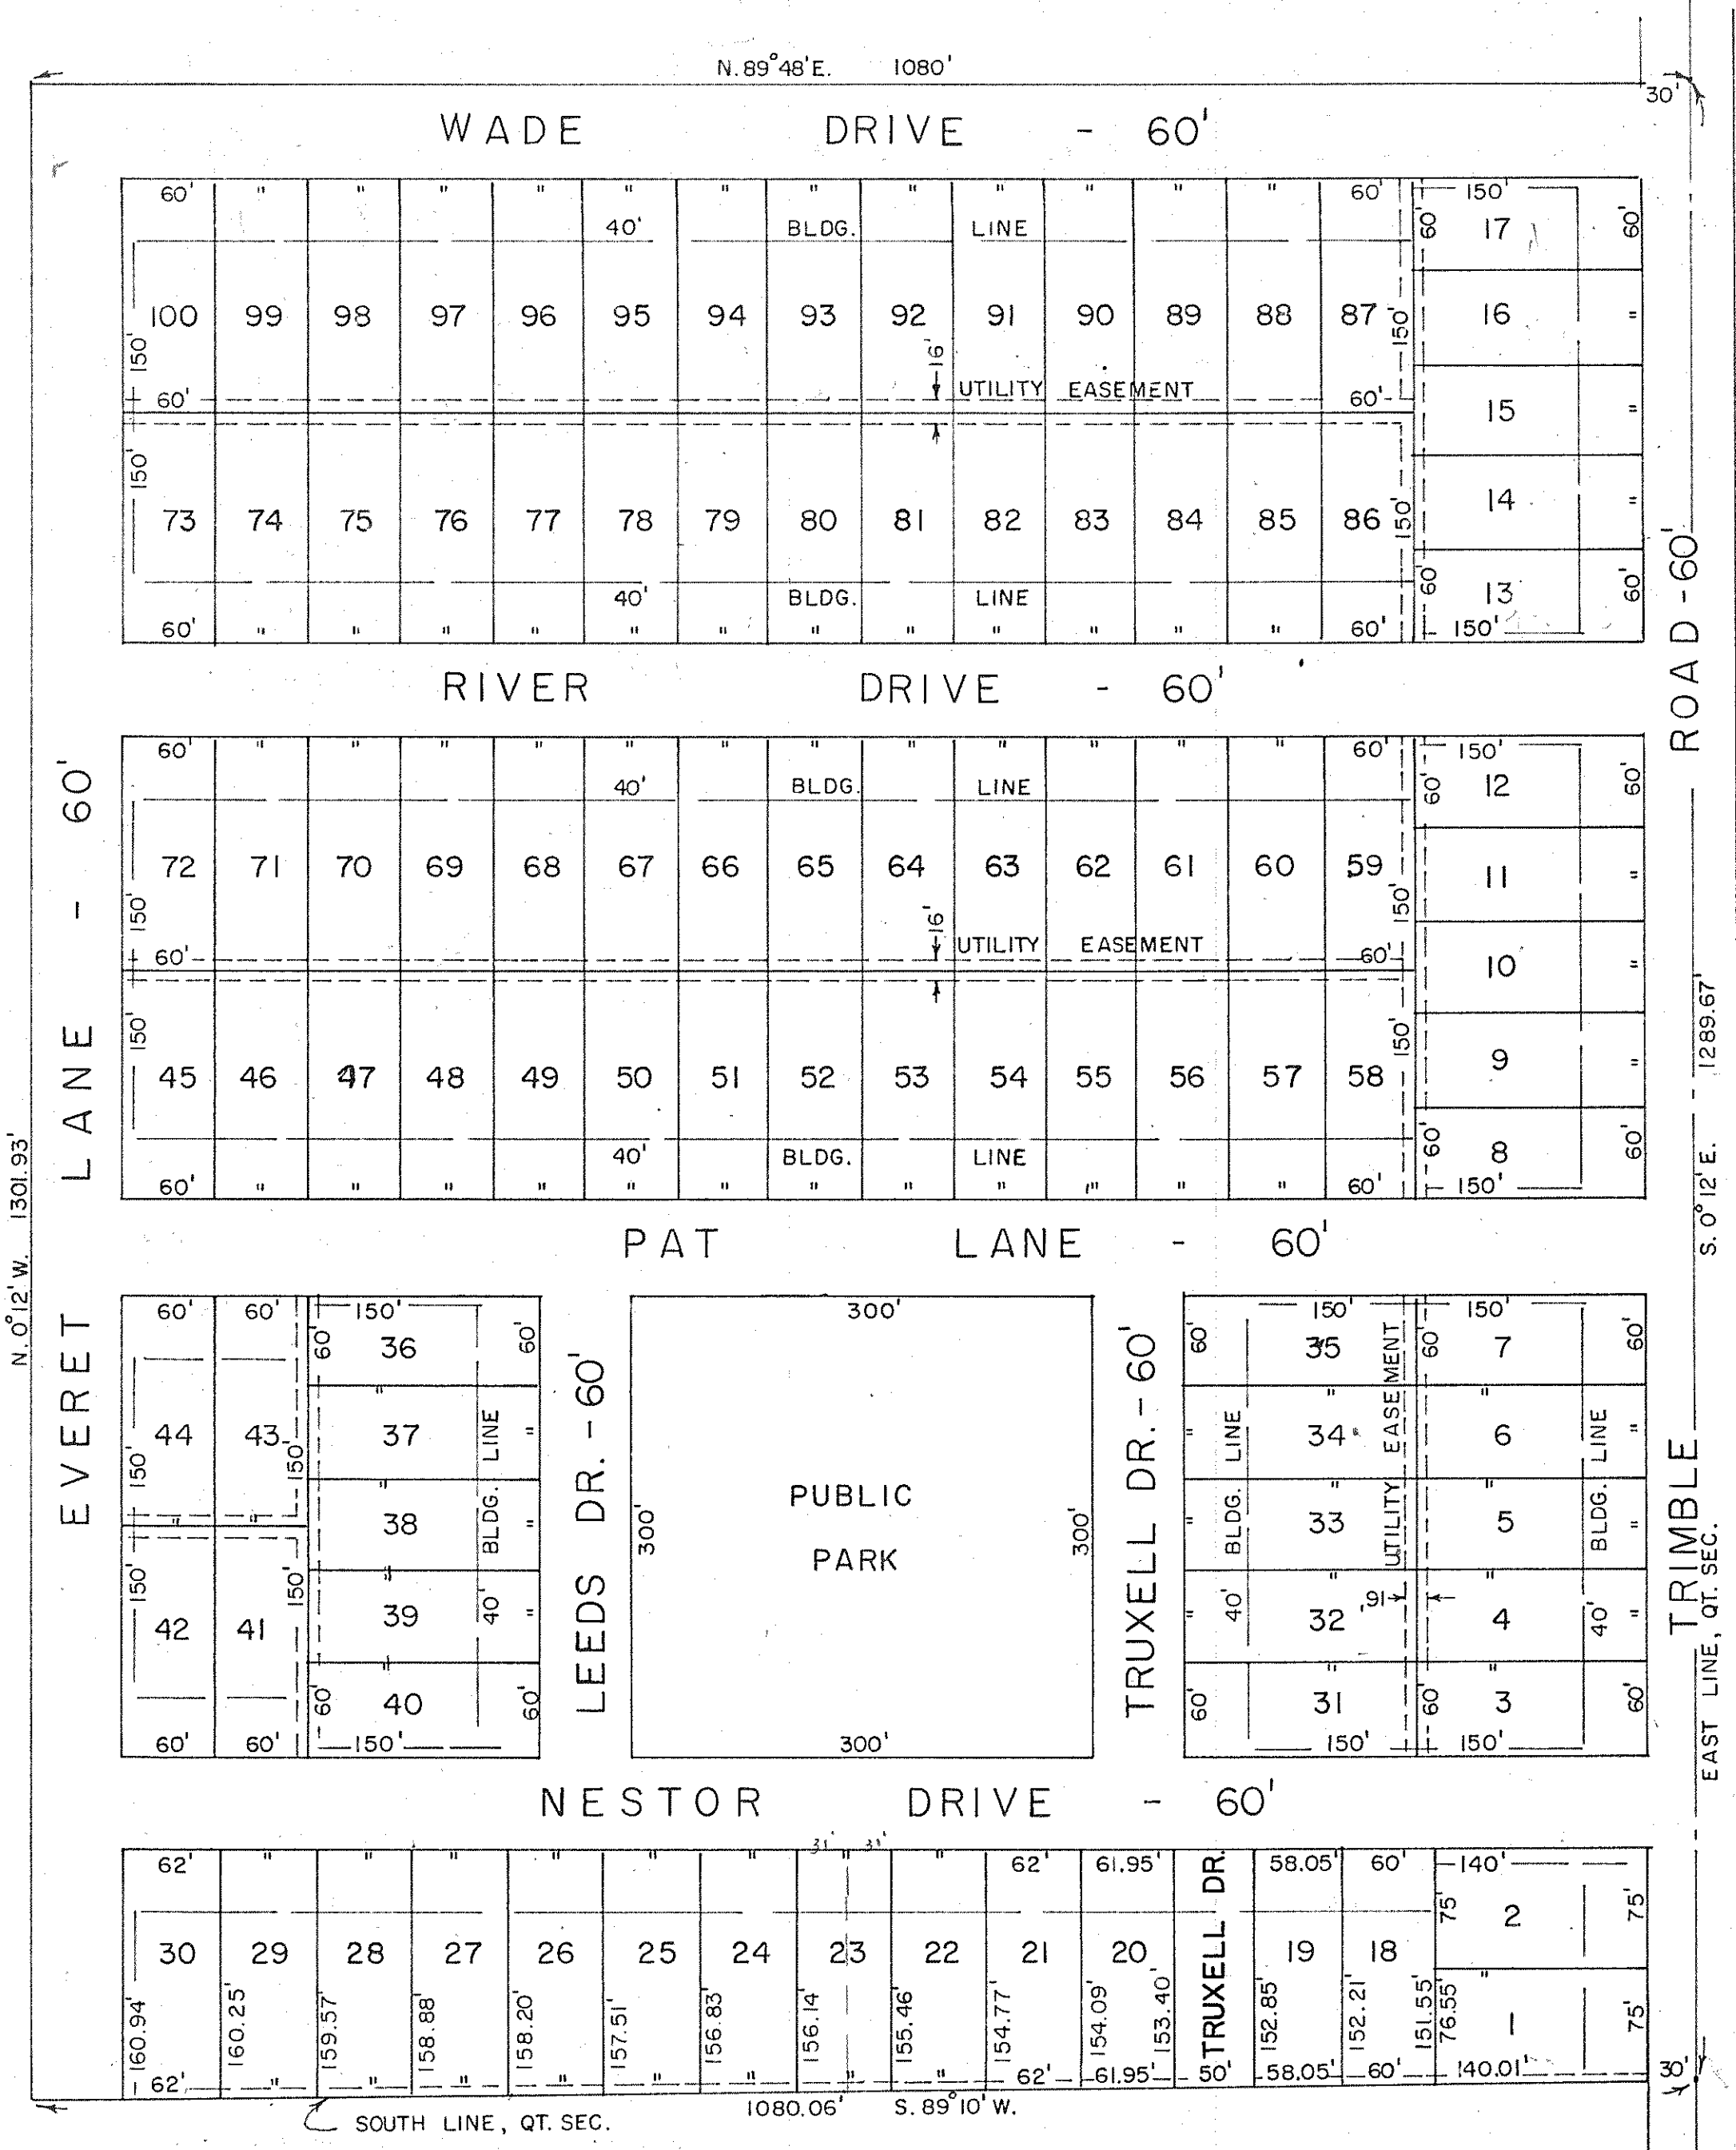 N. 89° 48' E. 1080'
30'
WADE DRIVE - 60'
60' " " " " " " " " " " " " 60' 150'
40' BLDG. LINE
60' 17 60'
100 99 98 97 96 95 94 93 92 91 90 89 88 87 16 "
150' 150'
16'
60' UTILITY EASEMENT 60'
15 "
150'
73 74 75 76 77 78 79 80 81 82 83 84 85 86 150' 14 "
40' BLDG. LINE
60' 13 60'
60' " " " " " " " " " " " " 60' 150'
RIVER DRIVE - 60'
60' " " " " " " " " " " " " 60' 150'
40' BLDG. LINE
60' 12 60'
72 71 70 69 68 67 66 65 64 63 62 61 60 59 11 "
150' 150'
16'
60' UTILITY EASEMENT 60'
10 "
150' 150'
45 46 47 48 49 50 51 52 53 54 55 56 57 58 9 "
40' BLDG. LINE
60' 8 60'
60' " " " " " " " " " " " " 60' 150'
PAT LANE - 60'
EVERET LANE - 60'
N. 0° 12' W. 1301.93'
TRIMBLE ROAD - 60'
S. 0° 12' E. 1289.67'
EAST LINE, QT. SEC.
60' 60' 150'
60' 36 60'
44 43 " 37 "
150' 150'
" " " 38 "
150' 150'
42 41 " 39 "
" 60' 40 60'
60' 60' 150'
40' BLDG. LINE
LEEDS DR. - 60'
300'
300' PUBLIC 300'
PARK
300'
TRUXELL DR. - 60'
150' 150'
60' 35 60' 7 60'
" " 34 " 6 "
" " 33 " 5 "
" " 32 16' " 4 "
60' " 31 60' " 3 60'
150' 150'
40' BLDG. LINE
UTILITY EASEMENT
40' BLDG. LINE
NESTOR DRIVE - 60'
31' 31'
62' " " " " " " " " 62' 61.95' 58.05' 60' 140'
75' 2 75'
30 29 28 27 26 25 24 23 22 21 20 TRUXELL DR. 19 18
160.94' 160.25' 159.57' 158.88' 158.20' 157.51' 156.83' 156.14' 155.46' 154.77' 154.09' 153.40' 152.85' 152.21' 151.55' 76.55' " 1 75'
62' " " " " " " " " 62' 61.95' 50' 58.05' 60' 140.01' 30'
1080.06' S. 89° 10' W.
SOUTH LINE, QT. SEC.